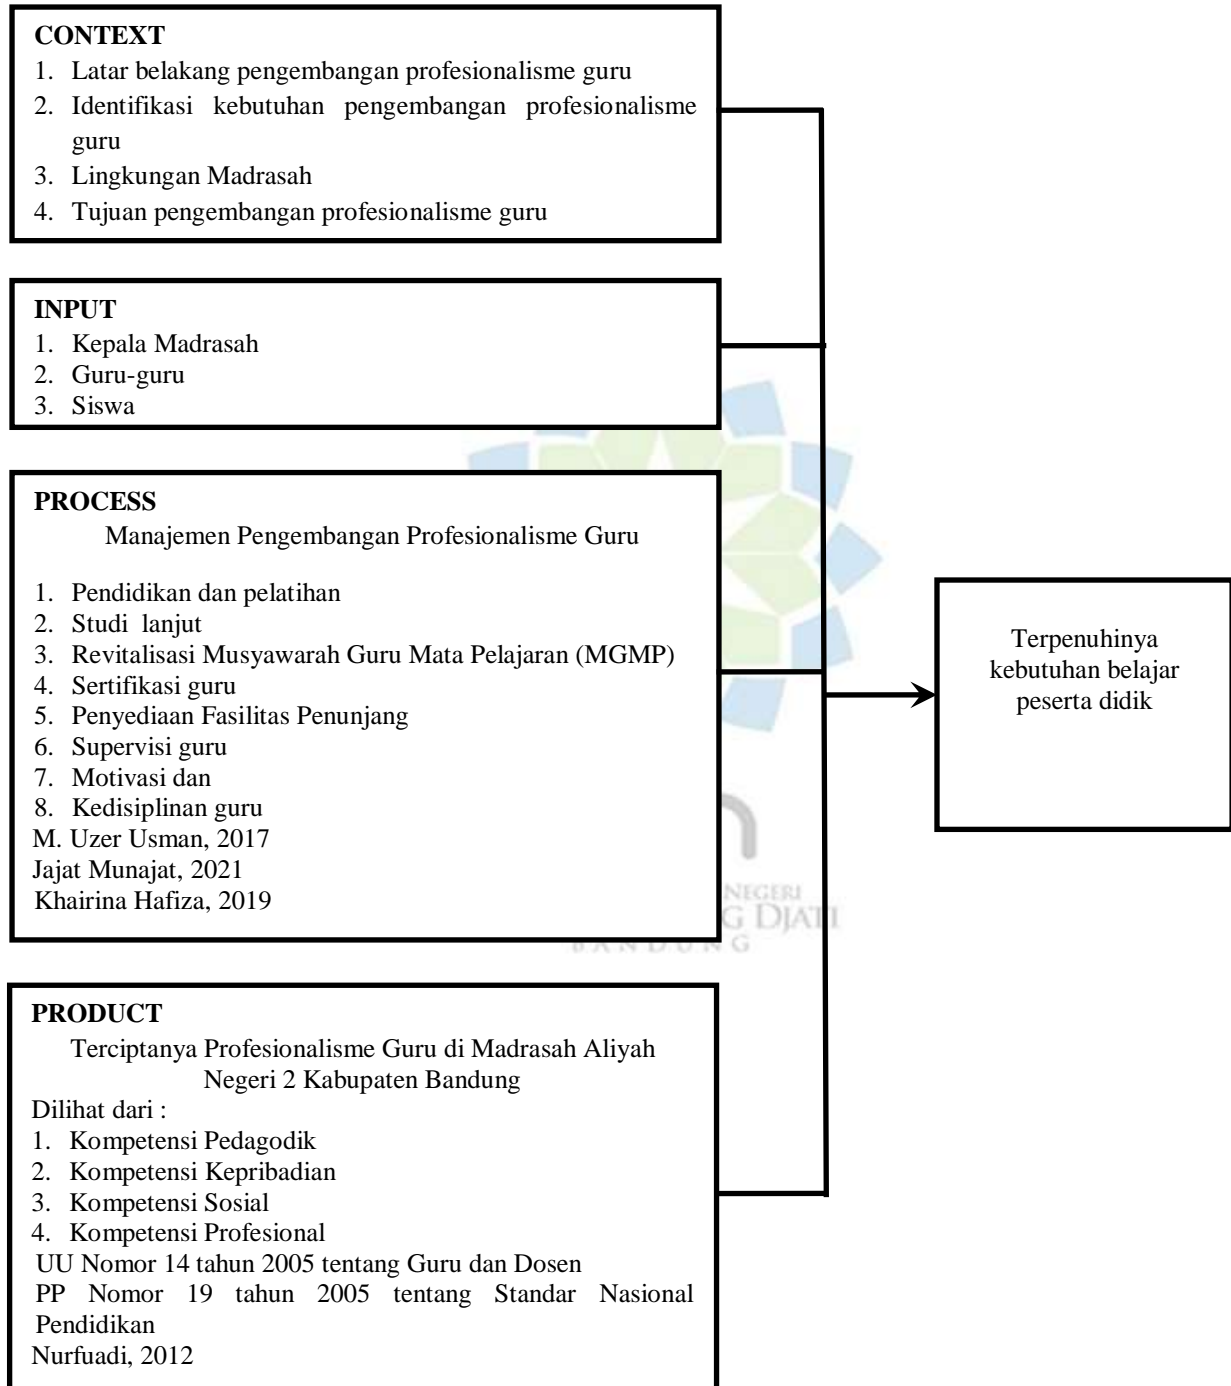 CONTEXT
1. Latar belakang pengembangan profesionalisme guru
2. Identifikasi kebutuhan pengembangan profesionalisme
guru
3. Lingkungan Madrasah
4. Tujuan pengembangan profesionalisme guru
INPUT
1. Kepala Madrasah
2. Guru-guru
3. Siswa
PROCESS
Manajemen Pengembangan Profesionalisme Guru
1. Pendidikan dan pelatihan
2. Studi lanjut
3. Revitalisasi Musyawarah Guru Mata Pelajaran (MGMP)
4. Sertifikasi guru
5. Penyediaan Fasilitas Penunjang
6. Supervisi guru
7. Motivasi dan
8. Kedisiplinan guru
M. Uzer Usman, 2017
Jajat Munajat, 2021
Khairina Hafiza, 2019
NEGERI
G DJATI
BANDUNG
PRODUCT
Terciptanya Profesionalisme Guru di Madrasah Aliyah
Negeri 2 Kabupaten Bandung
Dilihat dari :
1. Kompetensi Pedagodik
2. Kompetensi Kepribadian
3. Kompetensi Sosial
4. Kompetensi Profesional
UU Nomor 14 tahun 2005 tentang Guru dan Dosen
PP Nomor 19 tahun 2005 tentang Standar Nasional
Pendidikan
Nurfuadi, 2012
Terpenuhinya
kebutuhan belajar
peserta didik